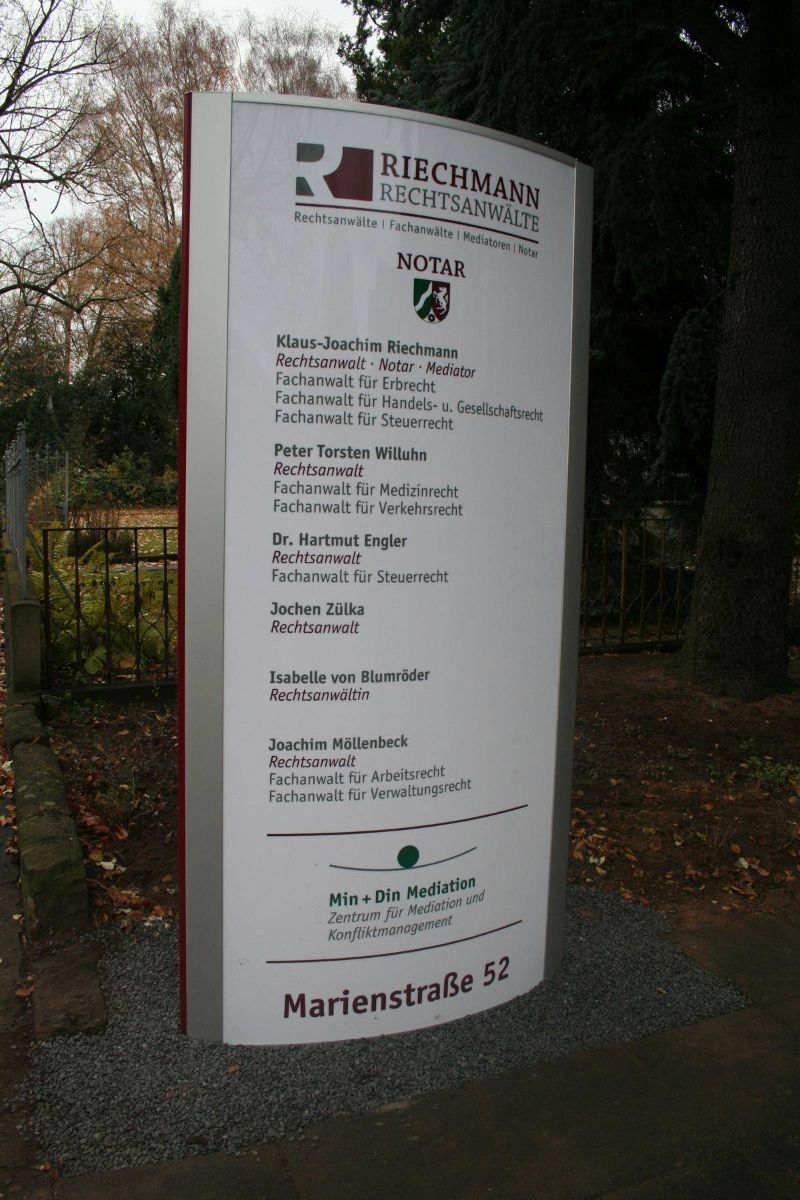 R
RIECHMANN
RECHTSANWÄLTE
Rechtsanwälte | Fachanwälte | Mediatoren | Notar
NOTAR
Klaus-Joachim Riechmann
Rechtsanwalt · Notar · Mediator
Fachanwalt für Erbrecht
Fachanwalt für Handels- u. Gesellschaftsrecht
Fachanwalt für Steuerrecht
Peter Torsten Willuhn
Rechtsanwalt
Fachanwalt für Medizinrecht
Fachanwalt für Verkehrsrecht
Dr. Hartmut Engler
Rechtsanwalt
Fachanwalt für Steuerrecht
Jochen Zülka
Rechtsanwalt
Isabelle von Blumröder
Rechtsanwältin
Joachim Möllenbeck
Rechtsanwalt
Fachanwalt für Arbeitsrecht
Fachanwalt für Verwaltungsrecht
Min + Din Mediation
Zentrum für Mediation und
Konfliktmanagement
Marienstraße 52